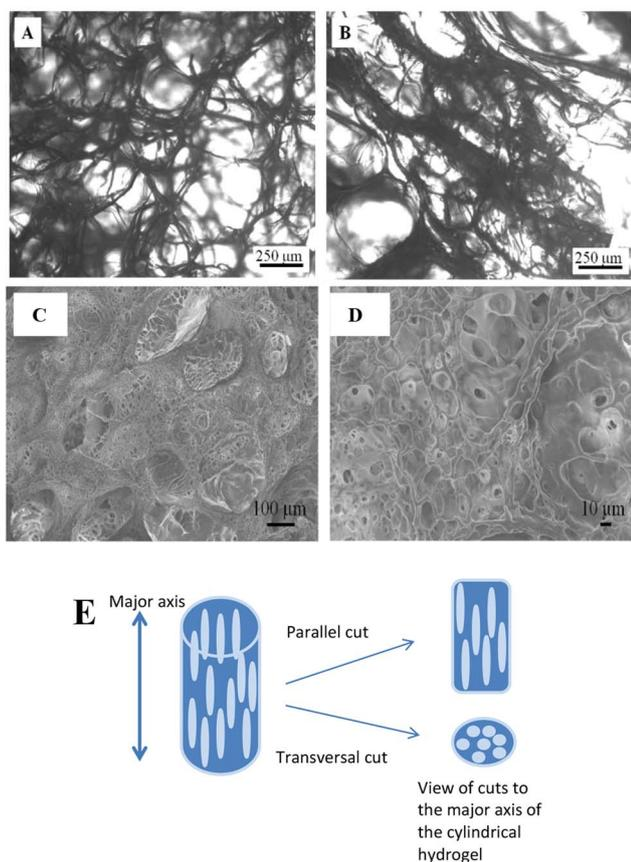 A
B
250 µm
250 µm
C
D
100 µm
10 µm
E
Major axis
Parallel cut
Transversal cut
View of cuts to
the major axis of
the cylindrical
hydrogel